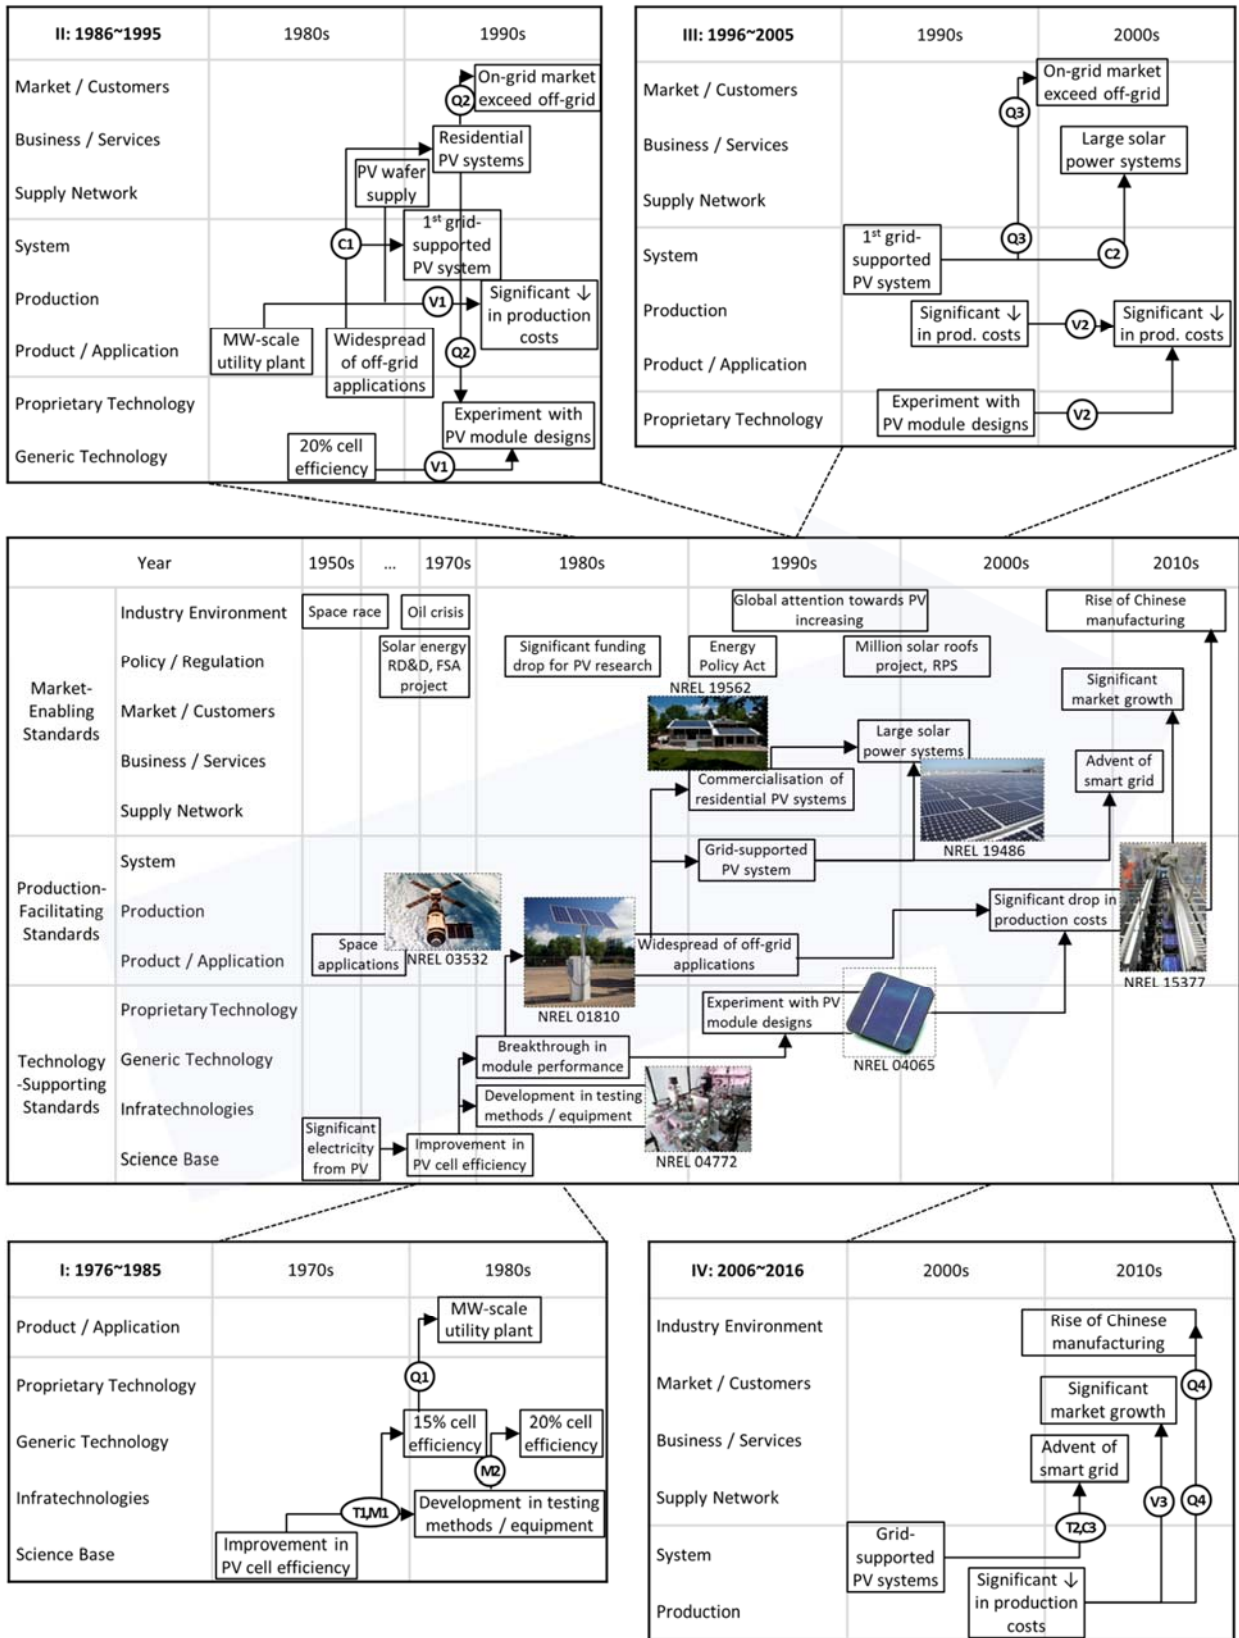 II: 1986~1995
1980s
1990s
Market / Customers
Business / Services
Supply Network
System
Production
Product / Application
Proprietary Technology
Generic Technology
On-grid market
exceed off-grid
Q2
Residential
PV systems
PV wafer
supply
C1
1st grid-
supported
PV system
V1
Significant ↓
in production
costs
MW-scale
utility plant
Widespread
of off-grid
applications
Q2
Experiment with
PV module designs
20% cell
efficiency
V1
III: 1996~2005
1990s
2000s
Market / Customers
Business / Services
Supply Network
System
Production
Product / Application
Proprietary Technology
On-grid market
exceed off-grid
Q3
Large solar
power systems
Q3
1st grid-
supported
PV system
C2
Significant ↓
in prod. costs
V2
Significant ↓
in prod. costs
Experiment with
PV module designs
V2
Year
1950s
...
1970s
1980s
1990s
2000s
2010s
Market-
Enabling
Standards
Industry Environment
Policy / Regulation
Market / Customers
Business / Services
Supply Network
Production-
Facilitating
Standards
System
Production
Product / Application
Technology
-Supporting
Standards
Proprietary Technology
Generic Technology
Infratechnologies
Science Base
Space race
Oil crisis
Global attention towards PV
increasing
Rise of Chinese
manufacturing
Solar energy
RD&D, FSA
project
Significant funding
drop for PV research
Energy
Policy Act
Million solar roofs
project, RPS
NREL 19562
Significant
market growth
Large solar
power systems
Commercialisation of
residential PV systems
Advent of
smart grid
NREL 19486
Grid-supported
PV system
Significant drop in
production costs
Space
applications
NREL 03532
Widespread of off-grid
applications
NREL 15377
NREL 01810
Experiment with PV
module designs
NREL 04065
Breakthrough in
module performance
Development in testing
methods / equipment
Significant
electricity
from PV
Improvement in
PV cell efficiency
NREL 04772
I: 1976~1985
1970s
1980s
Product / Application
Proprietary Technology
Generic Technology
Infratechnologies
Science Base
MW-scale
utility plant
Q1
15% cell
efficiency
20% cell
efficiency
M2
T1,M1
Development in testing
methods / equipment
Improvement in
PV cell efficiency
IV: 2006~2016
2000s
2010s
Industry Environment
Market / Customers
Business / Services
Supply Network
System
Production
Rise of Chinese
manufacturing
Q4
Significant
market growth
Advent of
smart grid
V3
Q4
T2,C3
Grid-
supported
PV systems
Significant ↓
in production
costs